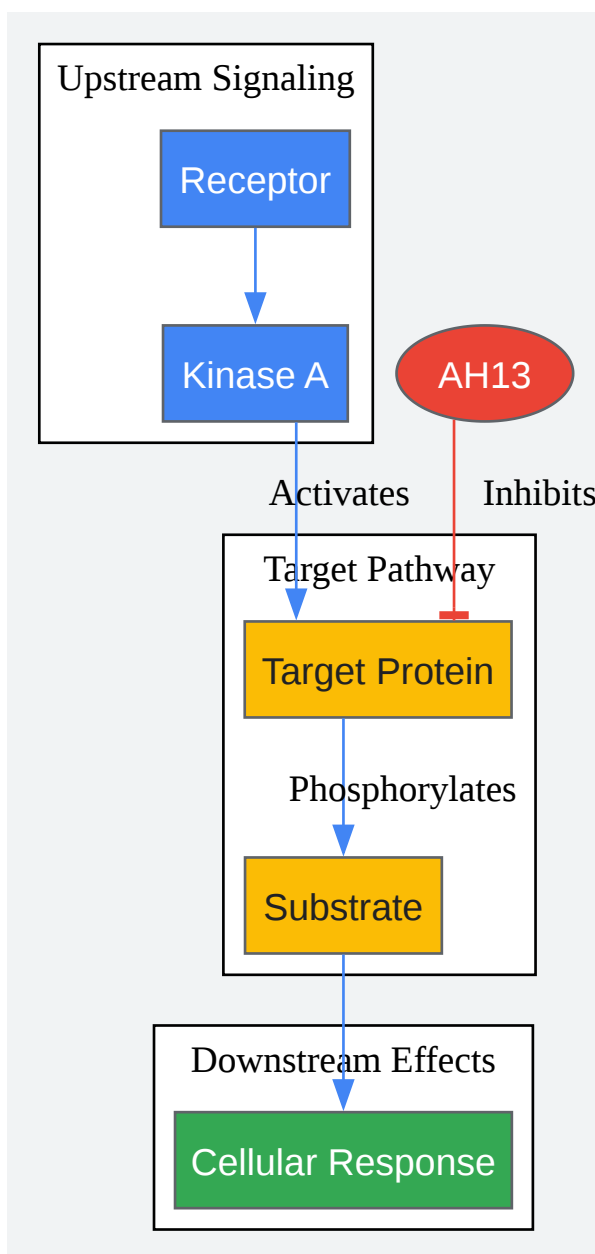 Upstream Signaling
Receptor
Kinase A
AH13
Activates
Inhibits
Target Pathway
Target Protein
Phosphorylates
Substrate
Downstream Effects
Cellular Response